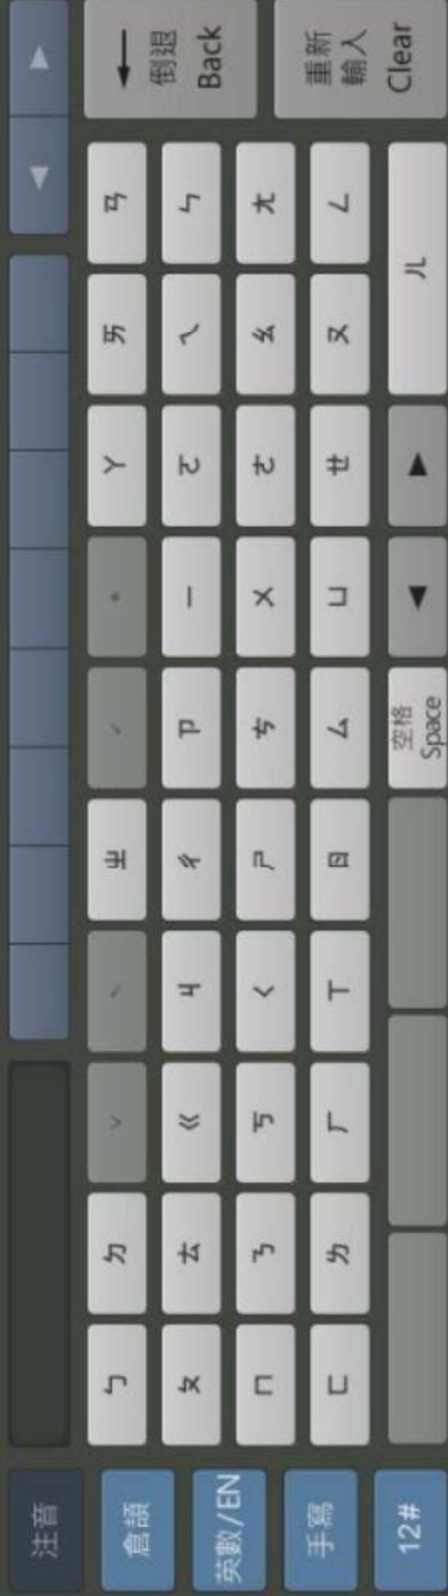 注音
倉頡
英數/EN
手寫
12#
ㄅ ㄉ ˇ ˋ ㄓ ˊ ˙ ㄚ ㄞ ㄢ
ㄆ ㄊ ㄍ ㄐ ㄔ ㄗ ㄧ ㄛ ㄟ ㄣ
ㄇ ㄋ ㄎ ㄑ ㄕ ㄘ ㄨ ㄜ ㄠ ㄤ
ㄈ ㄌ ㄏ ㄒ ㄖ ㄙ ㄩ ㄝ ㄡ ㄥ
空格
Space
ㄦ
倒退
Back
重新
輸入
Clear